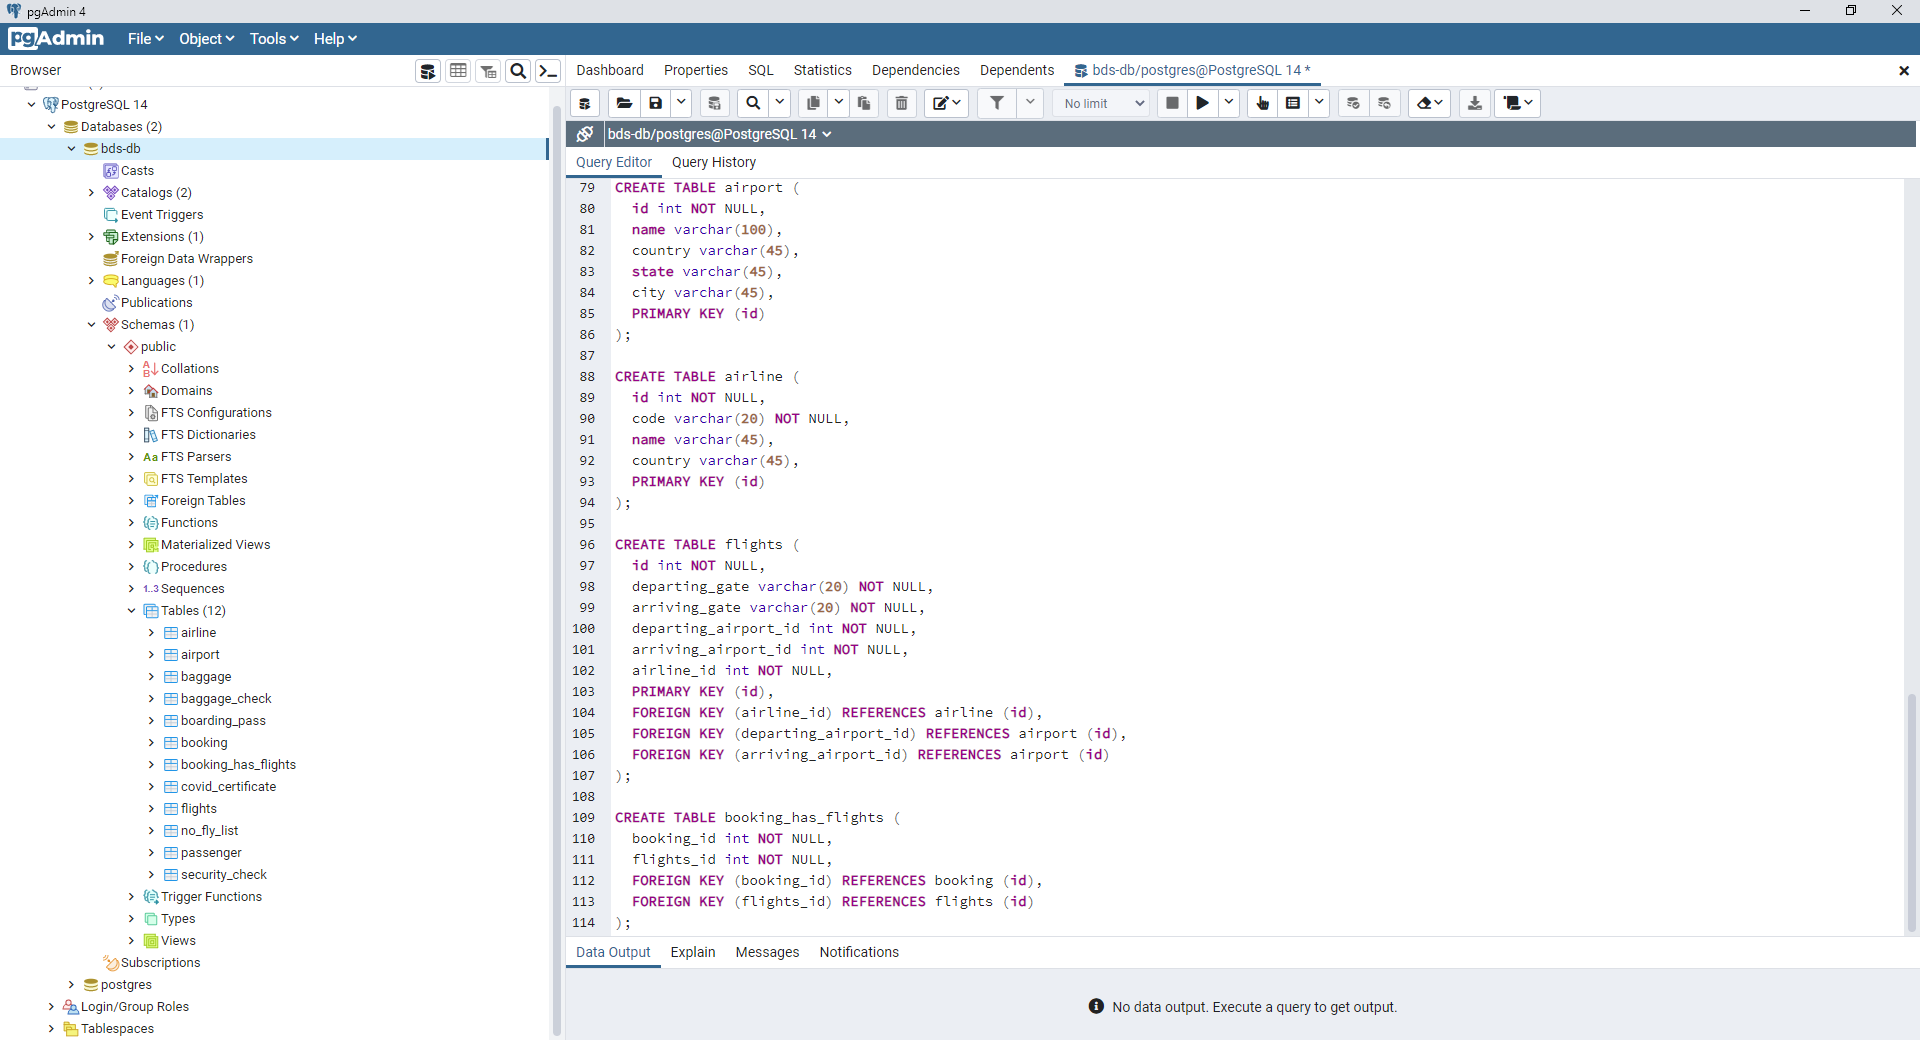 pgAdmin 4
pgAdmin File Object Tools Help
Browser
Dashboard Properties SQL Statistics Dependencies Dependents bds-db/postgres@PostgreSQL 14 *
No limit
bds-db/postgres@PostgreSQL 14
Query Editor Query History
PostgreSQL 14
Databases (2)
bds-db
Casts
Catalogs (2)
Event Triggers
Extensions (1)
Foreign Data Wrappers
Languages (1)
Publications
Schemas (1)
public
Collations
Domains
FTS Configurations
FTS Dictionaries
Aa FTS Parsers
FTS Templates
Foreign Tables
Functions
Materialized Views
Procedures
1..3 Sequences
Tables (12)
airline
airport
baggage
baggage_check
boarding_pass
booking
booking_has_flights
covid_certificate
flights
no_fly_list
passenger
security_check
Trigger Functions
Types
Views
Subscriptions
postgres
Login/Group Roles
Tablespaces
79 CREATE TABLE airport (
80 id int NOT NULL,
81 name varchar(100),
82 country varchar(45),
83 state varchar(45),
84 city varchar(45),
85 PRIMARY KEY (id)
86 );
87
88 CREATE TABLE airline (
89 id int NOT NULL,
90 code varchar(20) NOT NULL,
91 name varchar(45),
92 country varchar(45),
93 PRIMARY KEY (id)
94 );
95
96 CREATE TABLE flights (
97 id int NOT NULL,
98 departing_gate varchar(20) NOT NULL,
99 arriving_gate varchar(20) NOT NULL,
100 departing_airport_id int NOT NULL,
101 arriving_airport_id int NOT NULL,
102 airline_id int NOT NULL,
103 PRIMARY KEY (id),
104 FOREIGN KEY (airline_id) REFERENCES airline (id),
105 FOREIGN KEY (departing_airport_id) REFERENCES airport (id),
106 FOREIGN KEY (arriving_airport_id) REFERENCES airport (id)
107 );
108
109 CREATE TABLE booking_has_flights (
110 booking_id int NOT NULL,
111 flights_id int NOT NULL,
112 FOREIGN KEY (booking_id) REFERENCES booking (id),
113 FOREIGN KEY (flights_id) REFERENCES flights (id)
114 );
Data Output Explain Messages Notifications
No data output. Execute a query to get output.